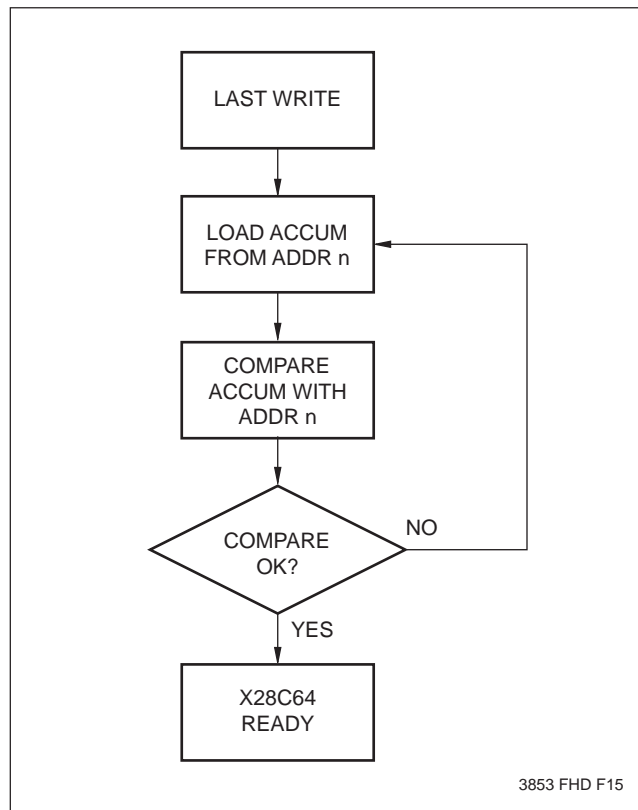 LAST WRITE
LOAD ACCUM
FROM ADDR n
COMPARE
ACCUM WITH
ADDR n
COMPARE
OK?
NO
YES
X28C64
READY
3853 FHD F15